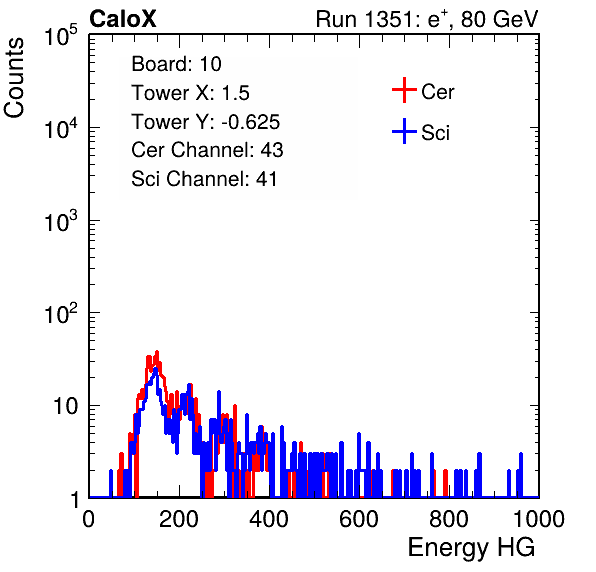 CaloX Run 1351: e⁺, 80 GeV
Counts
10⁵
10⁴
10³
10²
10
1
Board: 10
Tower X: 1.5
Tower Y: -0.625
Cer Channel: 43
Sci Channel: 41
Cer
Sci
0 200 400 600 800 1000
Energy HG